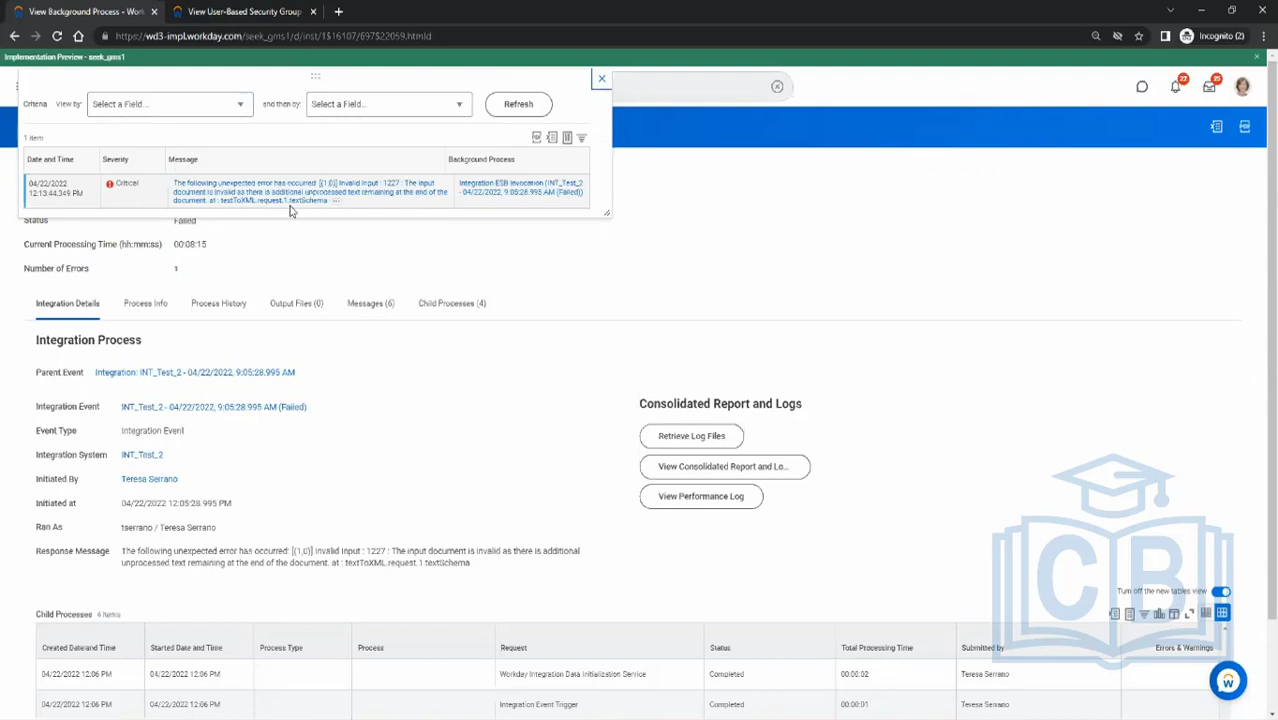 View Background Process - Work
View User-Based Security Group
https://wd3-impl.workday.com/seek_gms1/d/inst/1$16107/697$22059.htmld
Incognito (2)
Implementation Preview - seek_gms1
22
25
Criteria View by: Select a Field... and then by: Select a Field... Refresh
1 item
Date and Time Severity Message Background Process
04/22/2022
12:13:44.349 PM
Critical
The following unexpected error has occurred: [(1,0)] Invalid Input : 1227 : The input
document is invalid as there is additional unprocessed text remaining at the end of the
document. at : textToXML.request.1.textSchema ...
Integration ESB Invocation (INT_Test_2
- 04/22/2022, 9:05:28.995 AM (Failed))
Status Failed
Current Processing Time (hh:mm:ss) 00:08:15
Number of Errors 1
Integration Details Process Info Process History Output Files (0) Messages (6) Child Processes (4)
Integration Process
Parent Event Integration: INT_Test_2 - 04/22/2022, 9:05:28.995 AM
Consolidated Report and Logs
Integration Event INT_Test_2 - 04/22/2022, 9:05:28.995 AM (Failed)
Event Type Integration Event
Retrieve Log Files
Integration System INT_Test_2
View Consolidated Report and Lo...
Initiated By Teresa Serrano
View Performance Log
Initiated at 04/22/2022 12:05:28.995 PM
Ran As tserrano / Teresa Serrano
Response Message The following unexpected error has occurred: [(1,0)] Invalid Input : 1227 : The input document is invalid as there is additional
unprocessed text remaining at the end of the document. at : textToXML.request.1.textSchema
CB
Turn off the new tables view
Child Processes 4 items
Created Date and Time Started Date and Time Process Type Process Request Status Total Processing Time Submitted by Errors & Warnings
04/22/2022 12:06 PM 04/22/2022 12:06 PM Workday Integration Data Initialization Service Completed 00:00:02 Teresa Serrano
04/22/2022 12:06 PM 04/22/2022 12:06 PM Integration Event Trigger Completed 00:00:01 Teresa Serrano